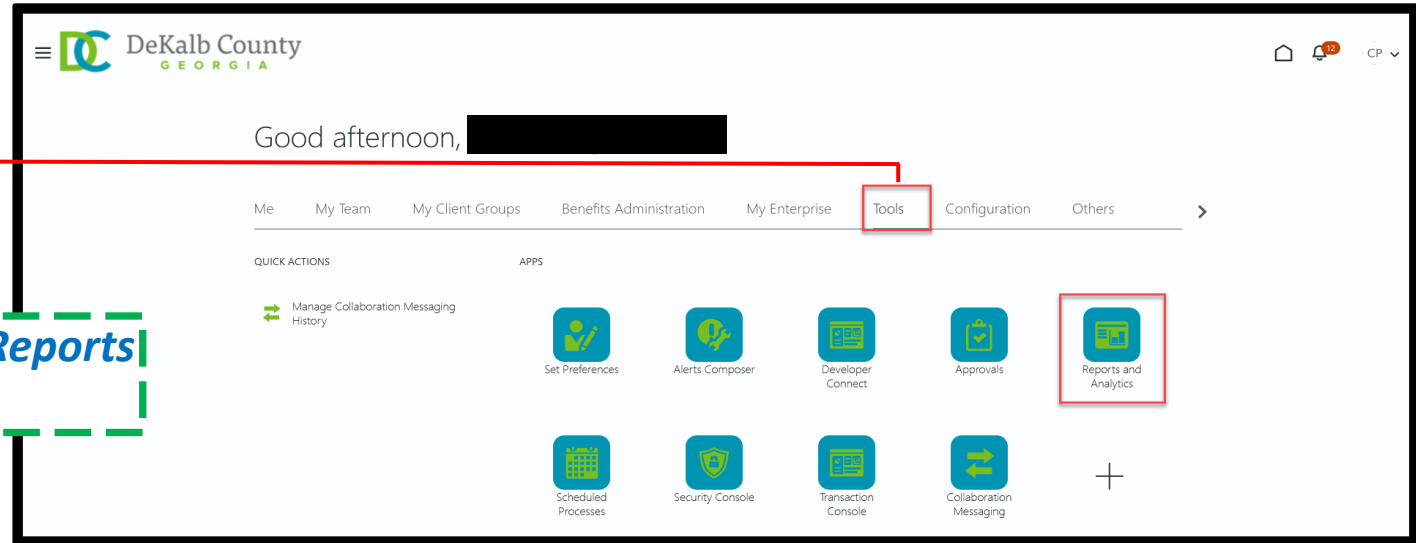 DeKalb County
GEORGIA
12
CP
Good afternoon,
Me My Team My Client Groups Benefits Administration My Enterprise Tools Configuration Others
QUICK ACTIONS
APPS
Manage Collaboration Messaging
History
Reports
Set Preferences
Alerts Composer
Developer
Connect
Approvals
Reports and
Analytics
Scheduled
Processes
Security Console
Transaction
Console
Collaboration
Messaging